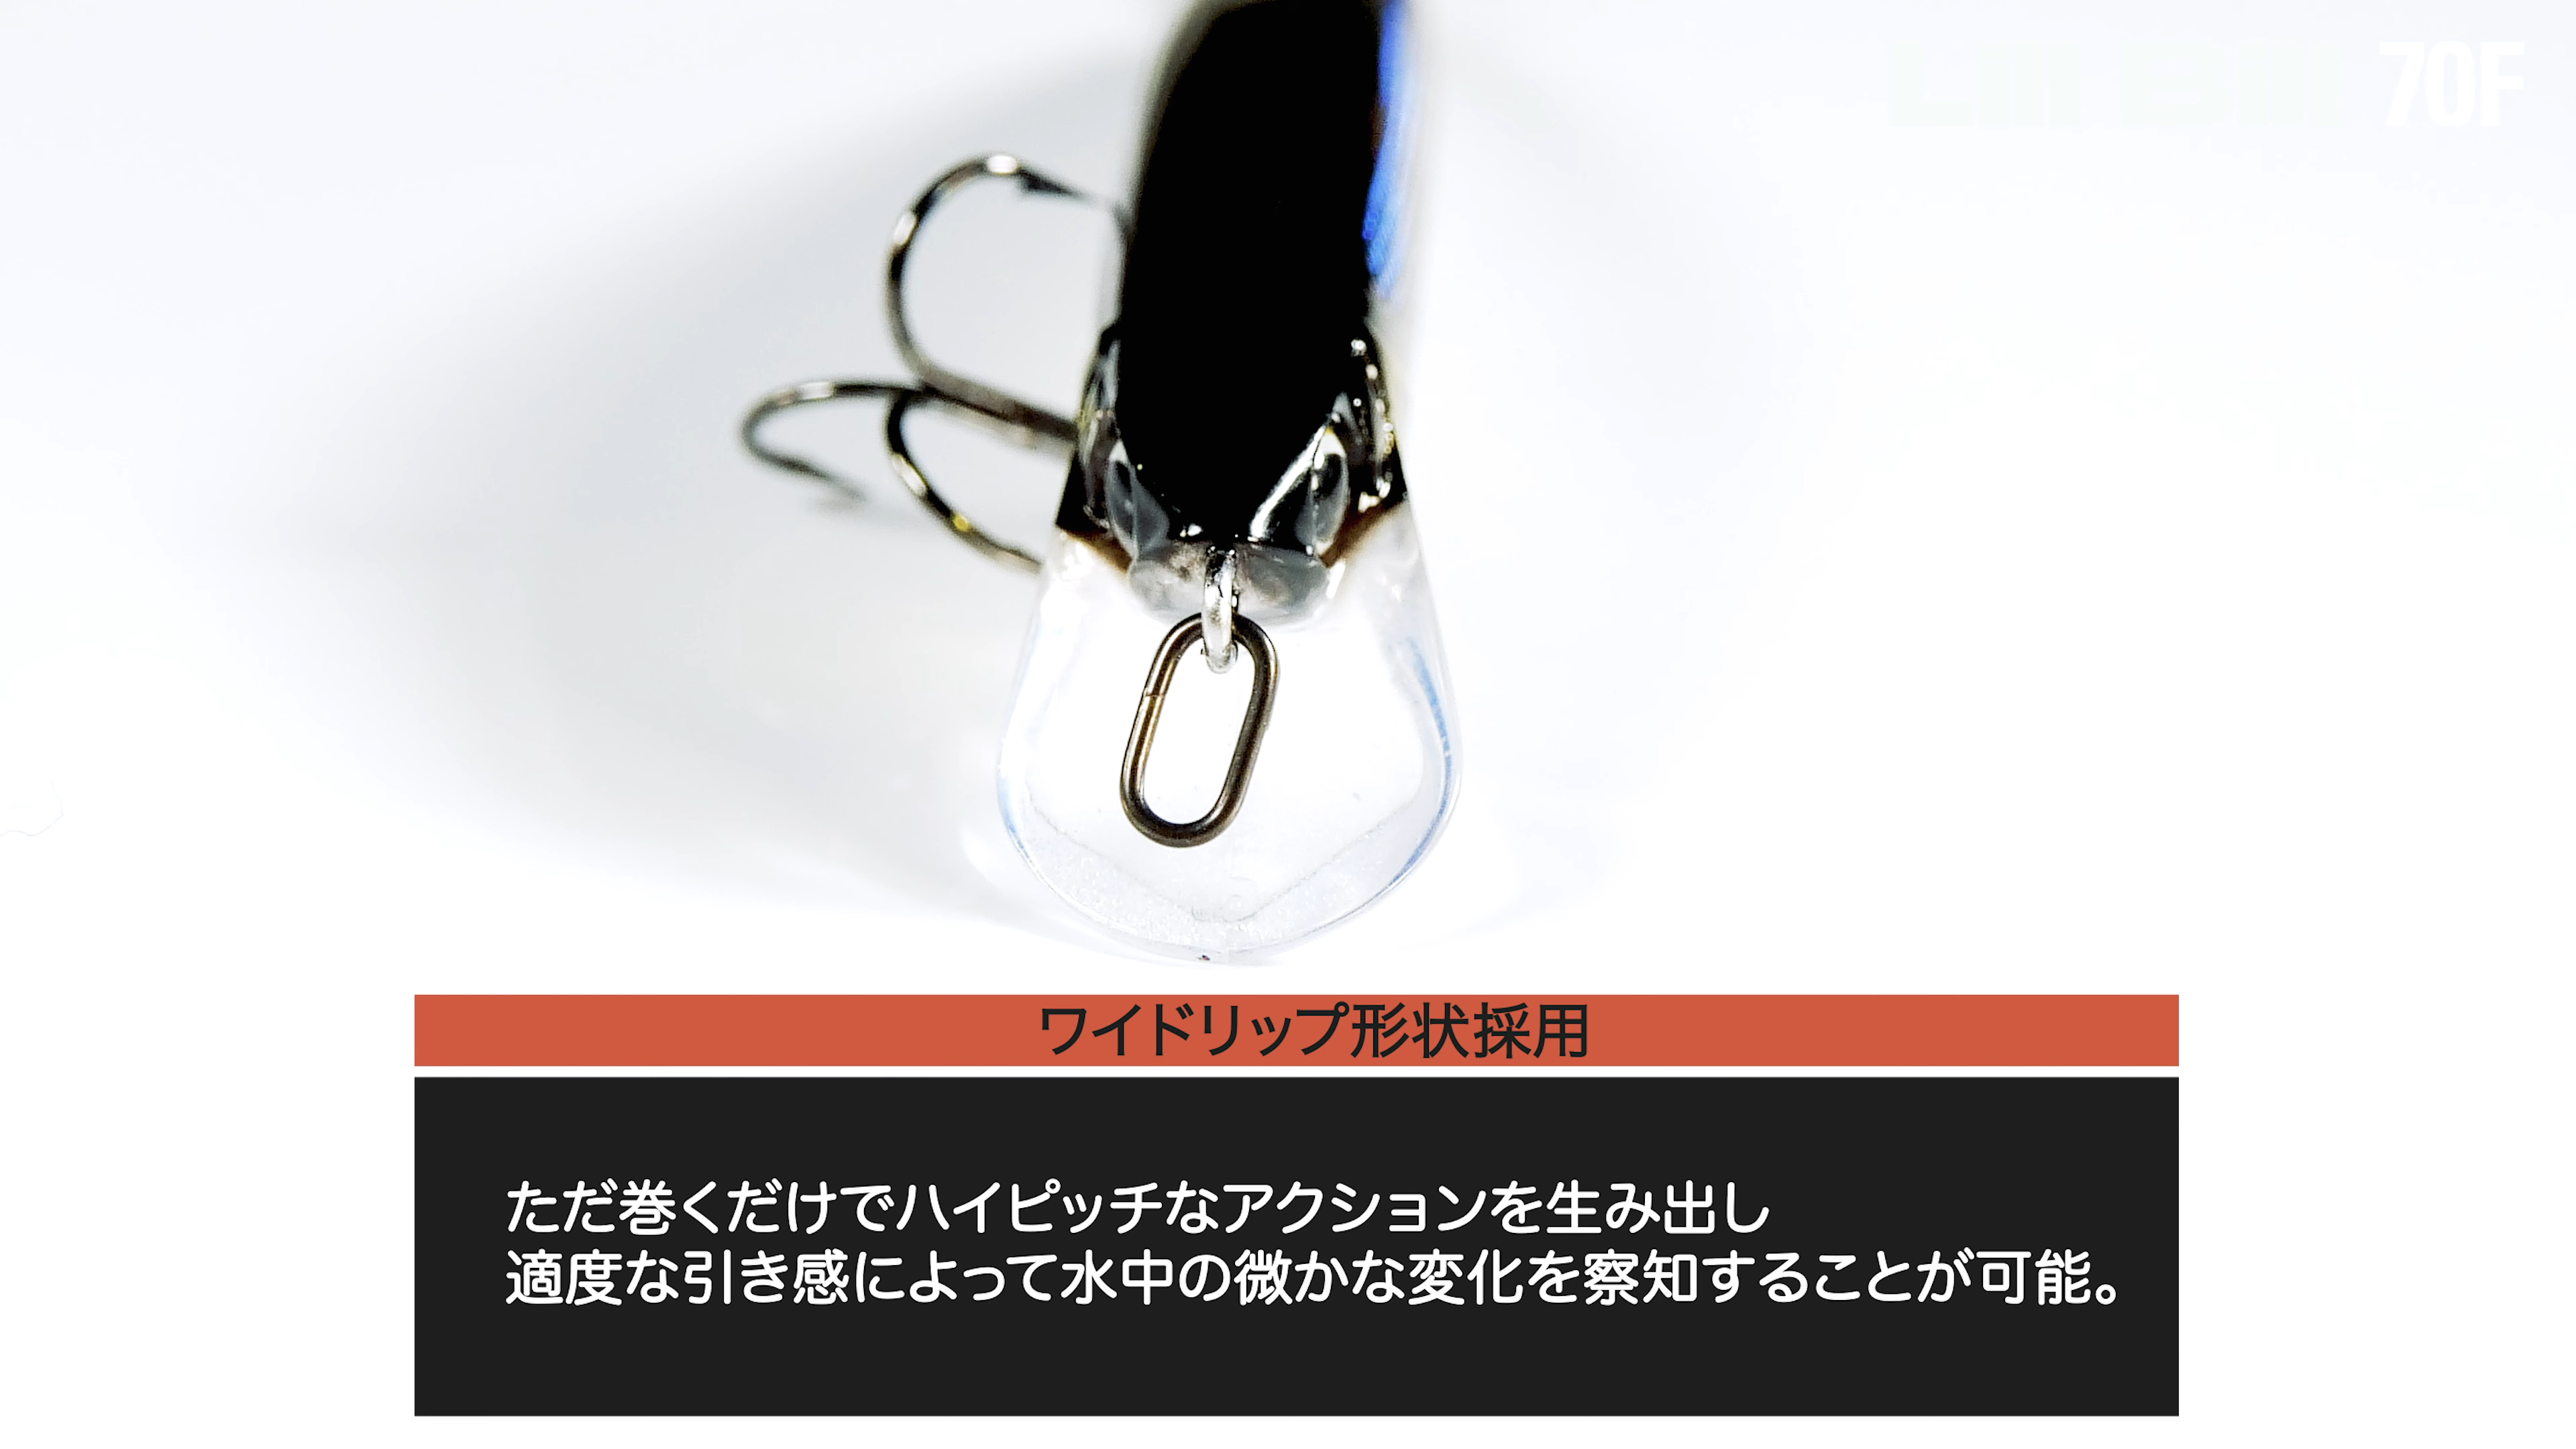 70F
ワイドリップ形状採用
ただ巻くだけでハイピッチなアクションを生み出し
適度な引き感によって水中の微かな変化を察知することが可能。